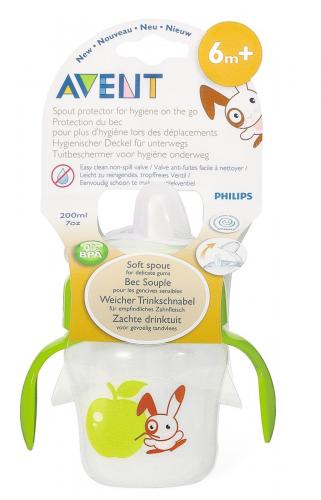 New • Nouveau • Neu • Nieuw
6m+
AVENT
Spout protector for hygiene on the go
Protection du bec
pour plus d'hygiène lors des déplacements
Hygienischer Deckel für unterwegs
Tuitbeschermer voor hygiëne onderweg
Easy clean non-spill valve / Valve anti-fuites facile à nettoyer /
Leicht zu reinigendes, tropffreies Ventil /
Eenvoudig schoon te
PHILIPS
200ml
7oz
BPA
Soft spout
for delicate gums
Bec Souple
pour les gencives sensibles
Weicher Trinkschnabel
für empfindliches Zahnfleisch
Zachte drinktuit
voor gevoelig tandvlees